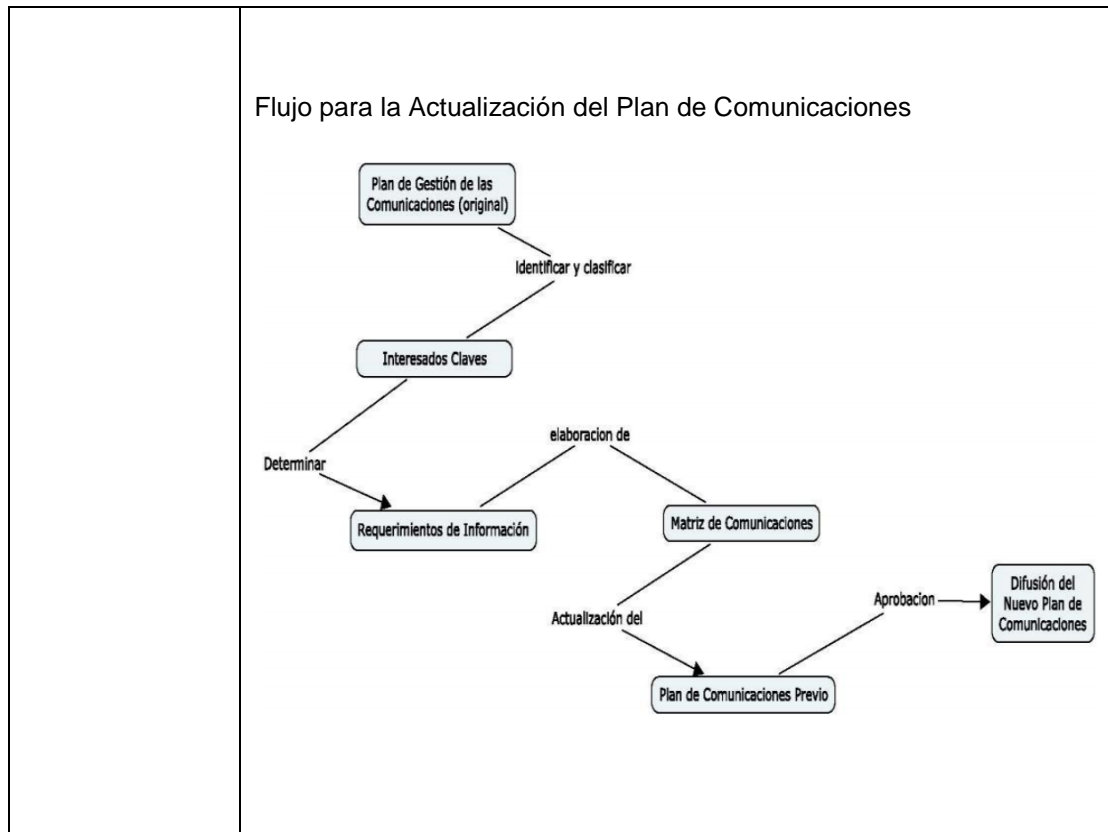 Flujo para la Actualización del Plan de Comunicaciones
Plan de Gestión de las
Comunicaciones (original)
Identificar y clasificar
Interesados Claves
elaboracion de
Determinar
Requerimientos de Información
Matriz de Comunicaciones
Difusión del
Nuevo Plan de
Comunicaciones
Aprobacion
Actualización del
Plan de Comunicaciones Previo